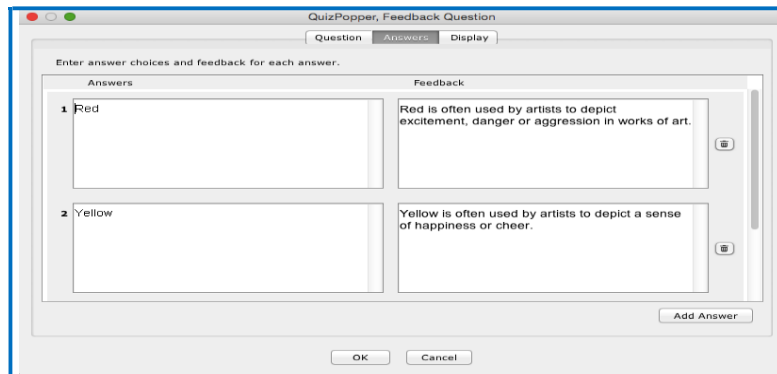 QuizPopper, Feedback Question
Question Answers Display
Enter answer choices and feedback for each answer.
Answers Feedback
1 Red
Red is often used by artists to depict
excitement, danger or aggression in works of art.
2 Yellow
Yellow is often used by artists to depict a sense
of happiness or cheer.
Add Answer
OK Cancel